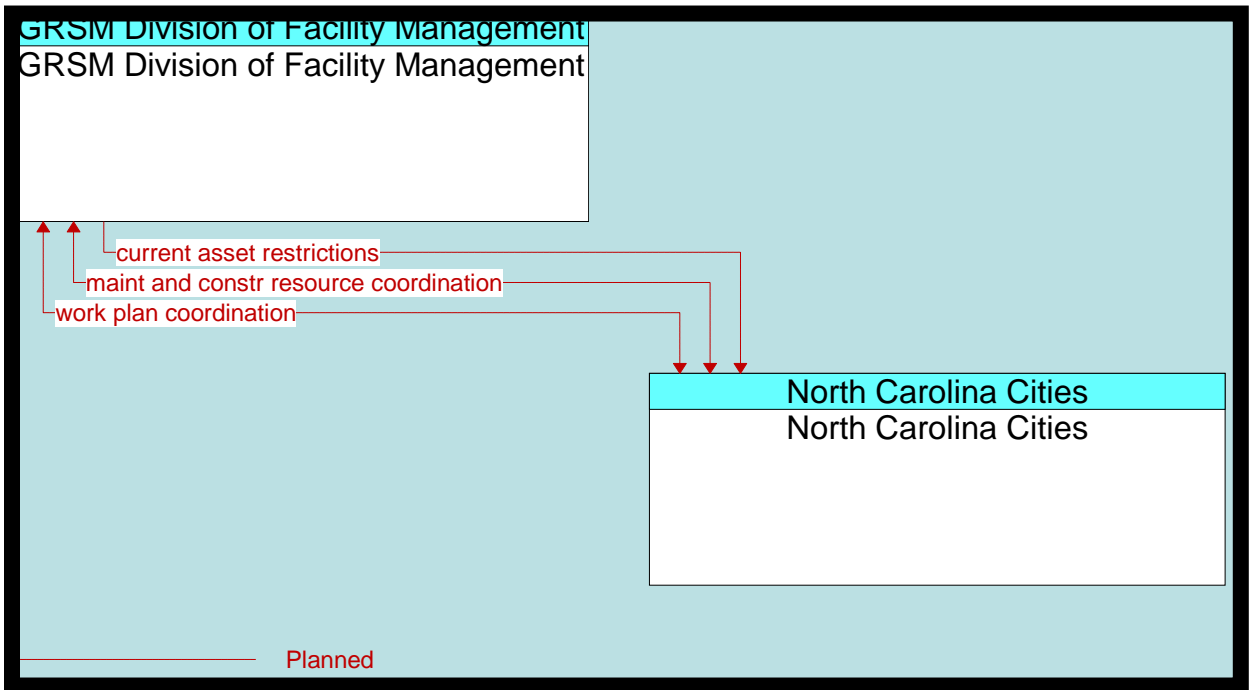 GRSM Division of Facility Management
GRSM Division of Facility Management
current asset restrictions
maint and constr resource coordination
work plan coordination
North Carolina Cities
North Carolina Cities
Planned